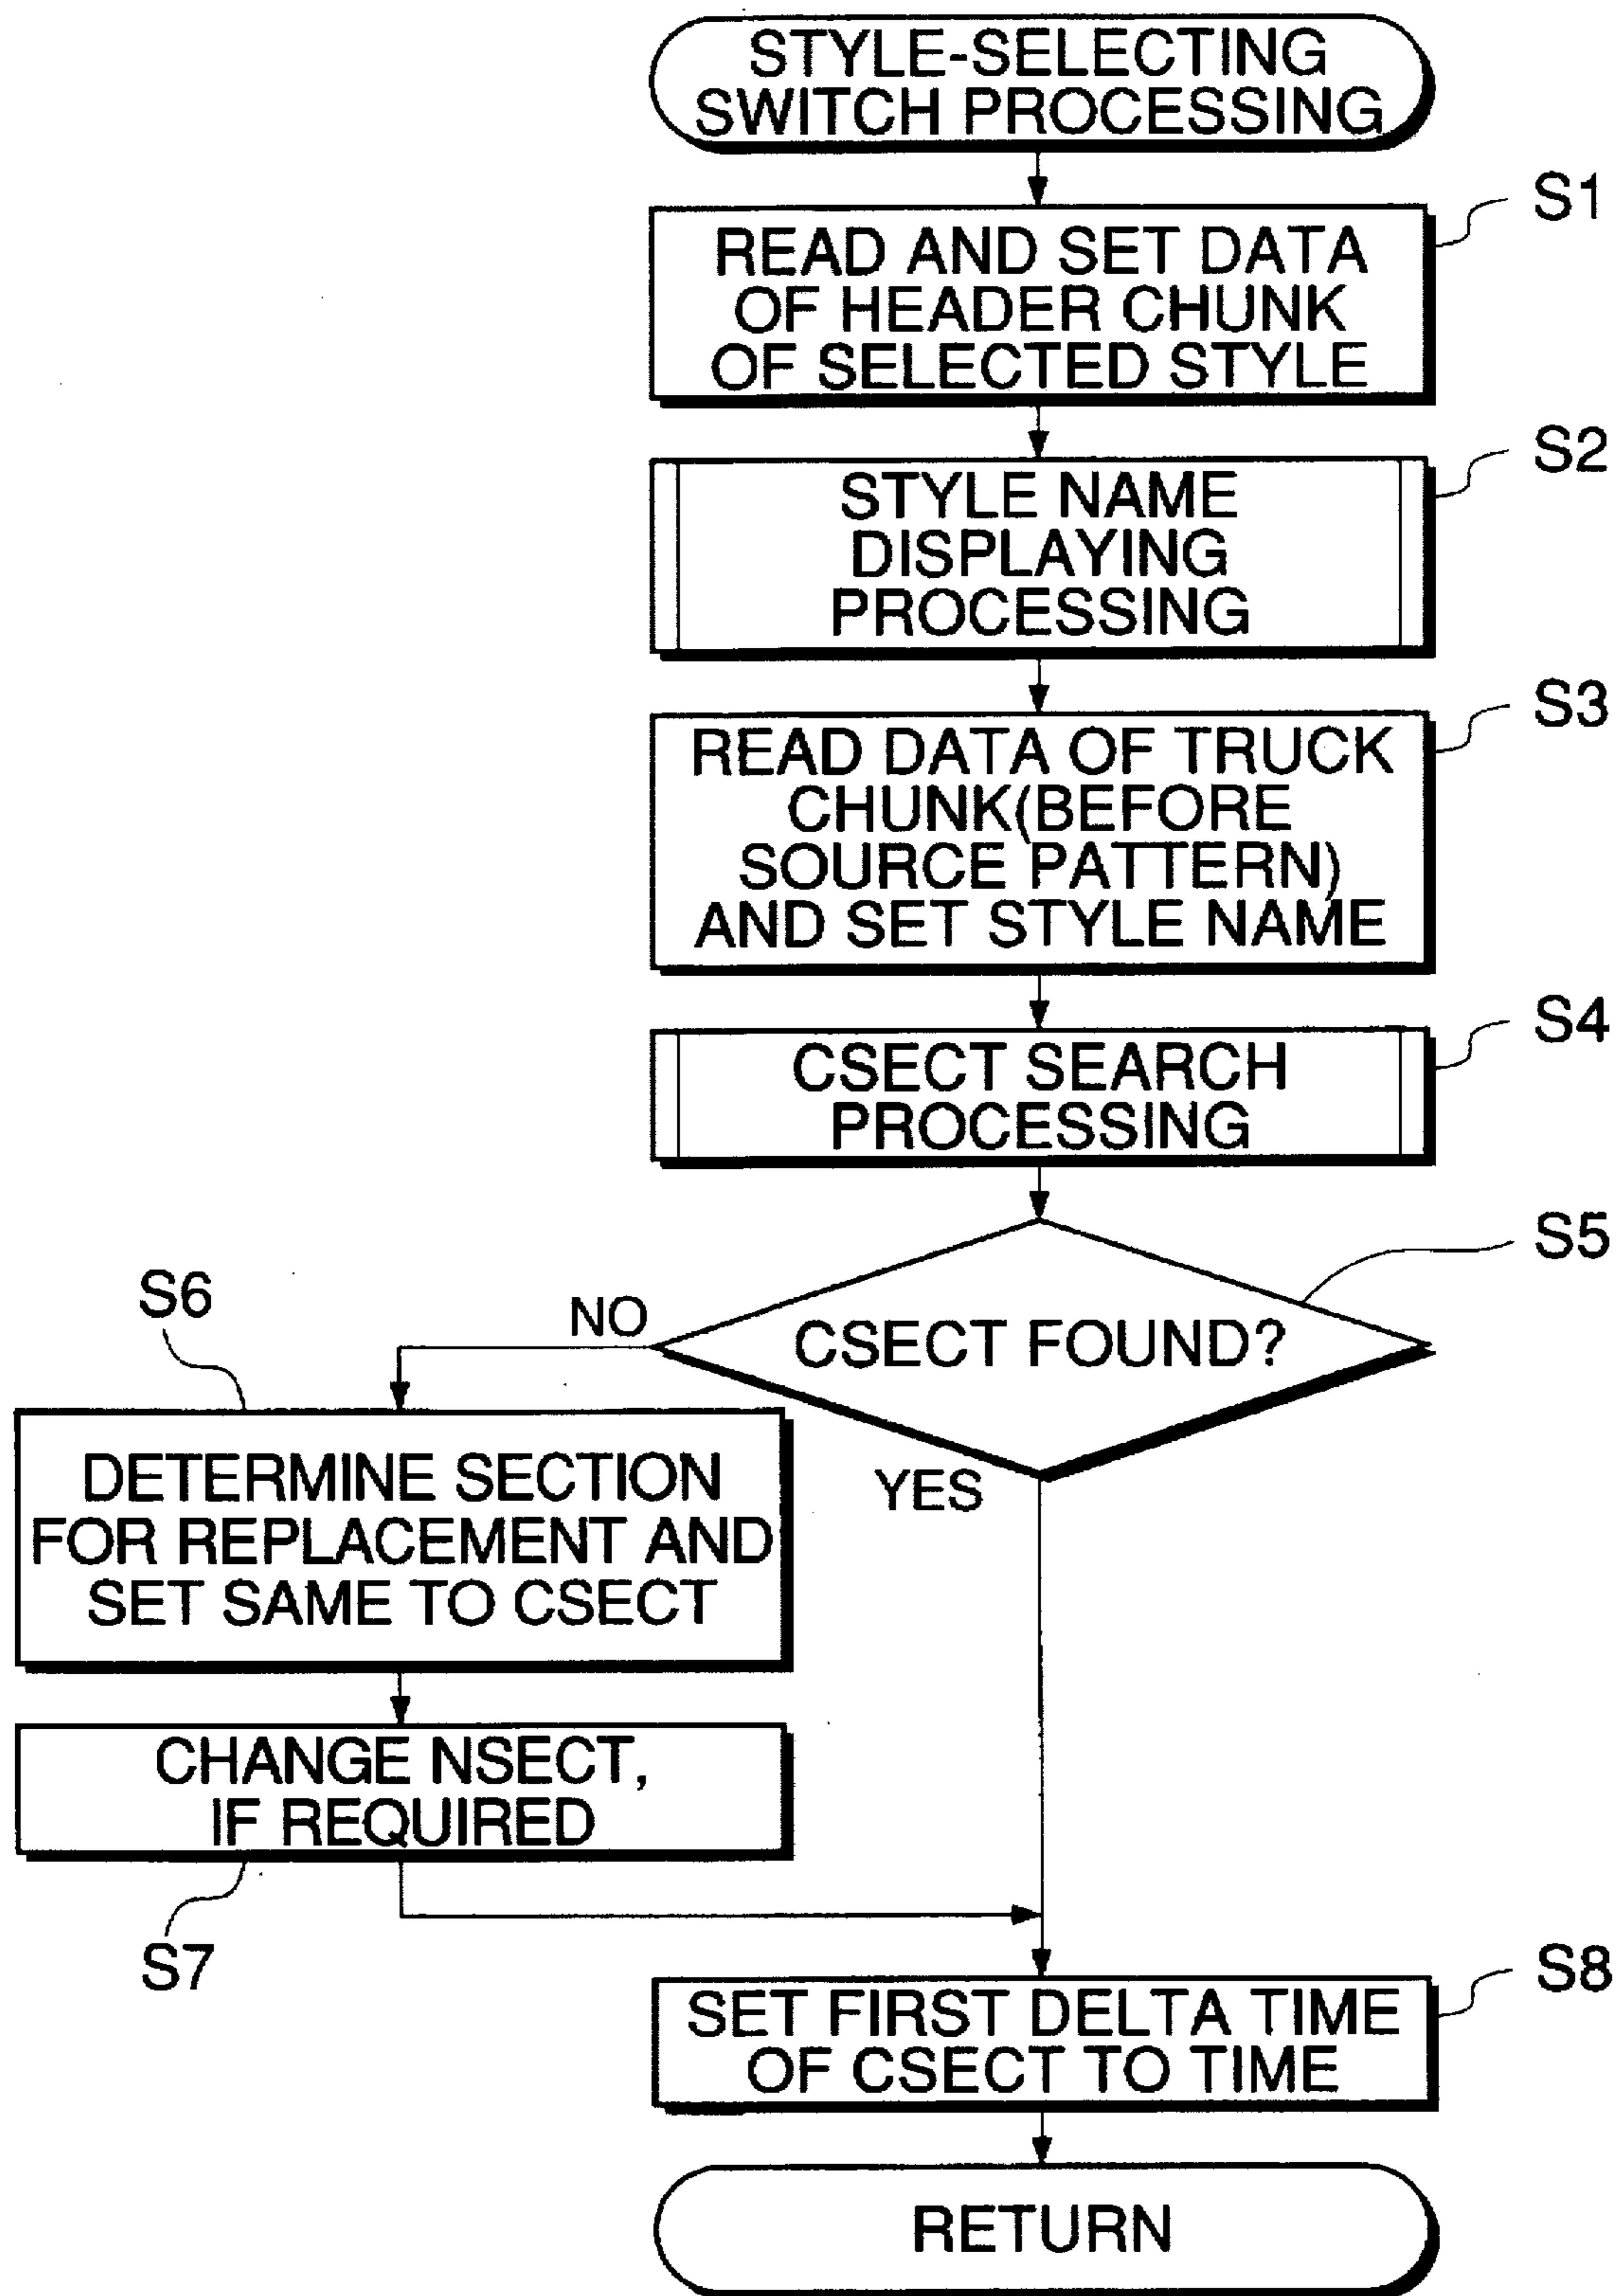 STYLE-SELECTING
SWITCH PROCESSING
S1
READ AND SET DATA
OF HEADER CHUNK
OF SELECTED STYLE
S2
STYLE NAME
DISPLAYING
PROCESSING
S3
READ DATA OF TRUCK
CHUNK(BEFORE
SOURCE PATTERN)
AND SET STYLE NAME
S4
CSECT SEARCH
PROCESSING
S5
CSECT FOUND?
NO
YES
S6
DETERMINE SECTION
FOR REPLACEMENT AND
SET SAME TO CSECT
CHANGE NSECT,
IF REQUIRED
S7
S8
SET FIRST DELTA TIME
OF CSECT TO TIME
RETURN